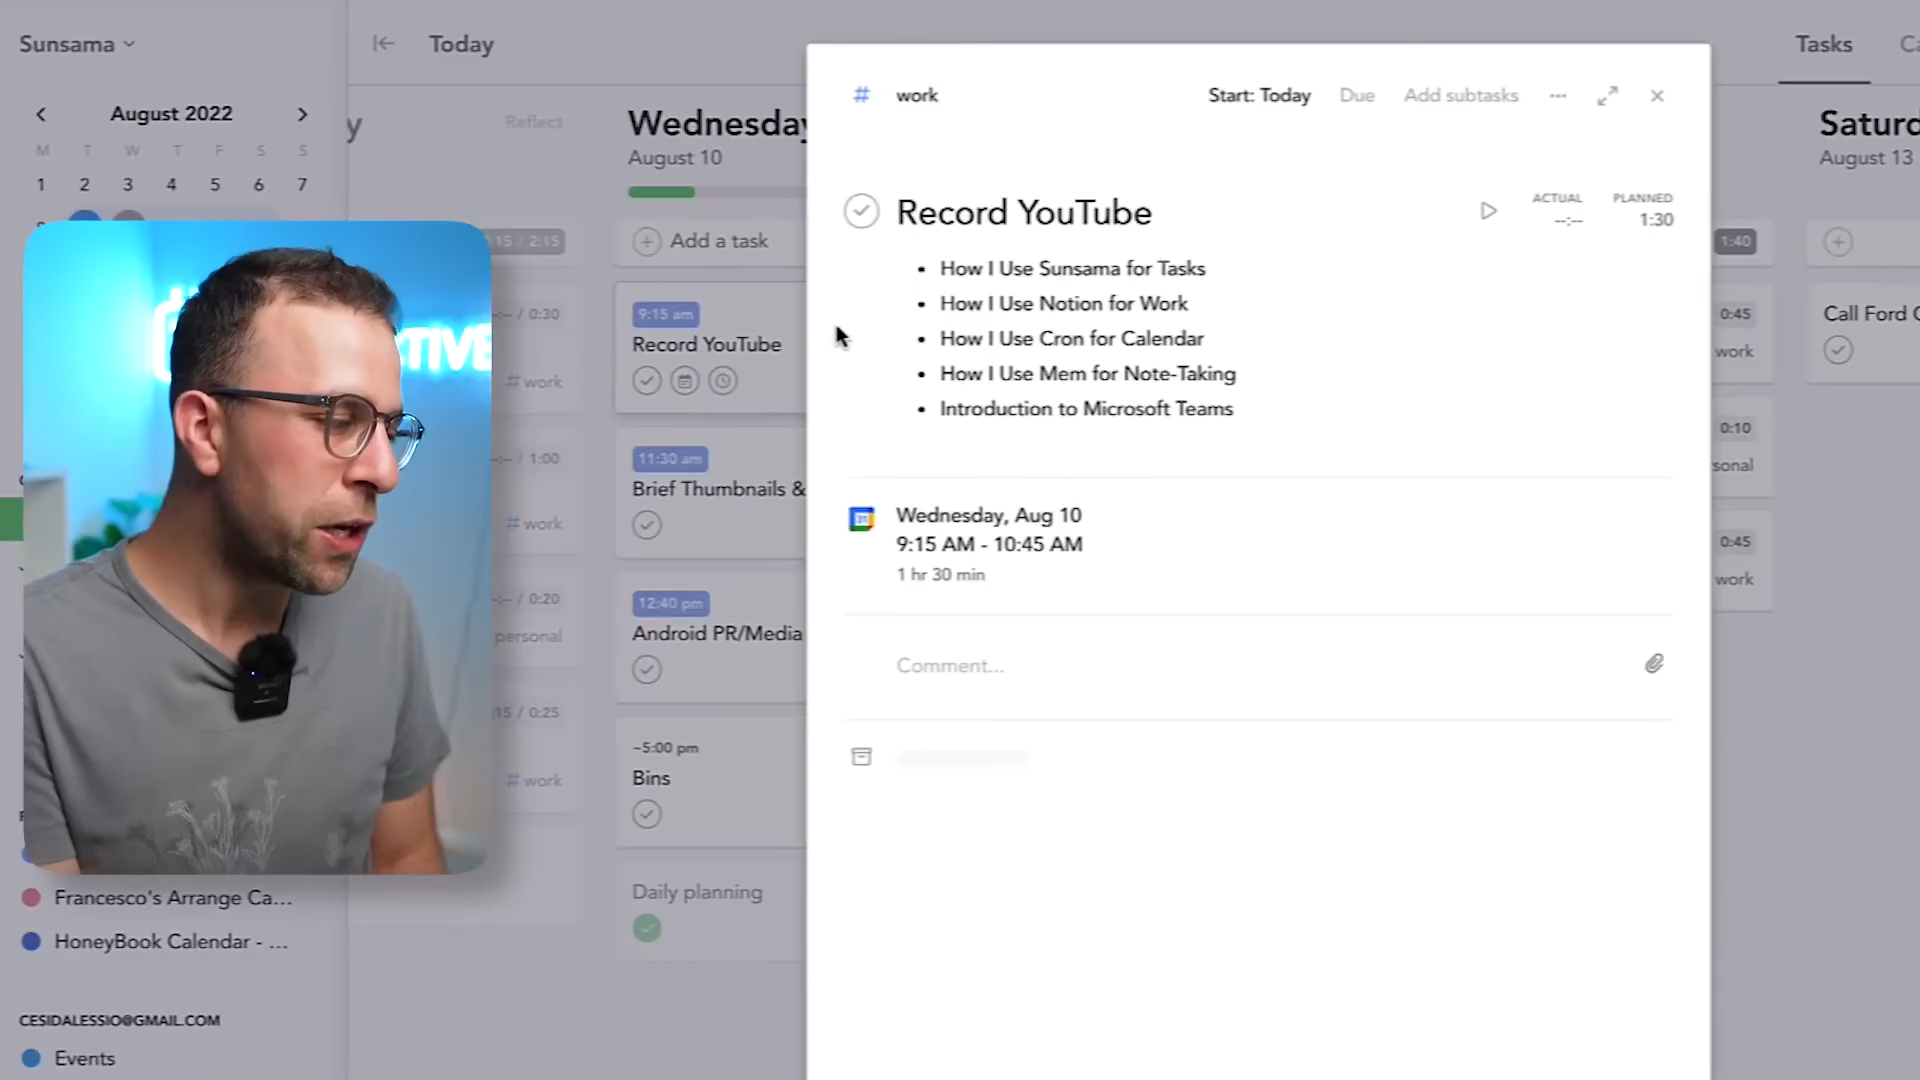 Sunsama
Today
Tasks
August 2022
M T W T F S S
1 2 3 4 5 6 7
y
Reflect
Wednesday
August 10
15 / 2:15
Add a task
--:-- / 0:30
# work
9:15 am
Record YouTube
--:-- / 1:00
# work
11:30 am
Brief Thumbnails &
/ 0:20
personal
12:40 pm
Android PR/Media
:15 / 0:25
# work
~5:00 pm
Bins
Daily planning
Francesco's Arrange Ca...
HoneyBook Calendar - ...
CESIDALESSIO@GMAIL.COM
Events
# work
Start: Today
Due
Add subtasks
Record YouTube
ACTUAL
--:--
PLANNED
1:30
• How I Use Sunsama for Tasks
• How I Use Notion for Work
• How I Use Cron for Calendar
• How I Use Mem for Note-Taking
• Introduction to Microsoft Teams
31
Wednesday, Aug 10
9:15 AM - 10:45 AM
1 hr 30 min
Comment...
1:40
0:45
work
0:10
sonal
0:45
work
Saturd
August 13
Call Ford